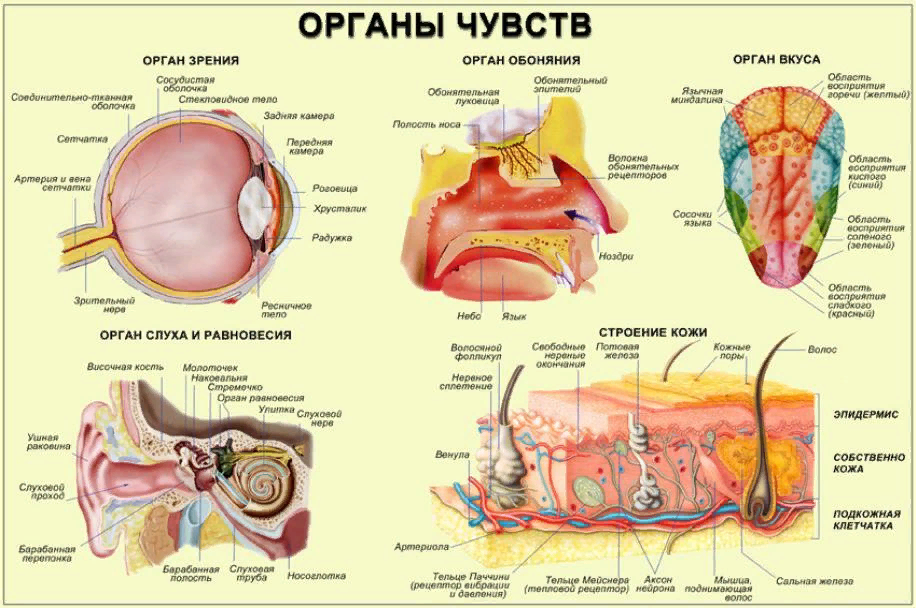 ОРГАНЫ ЧУВСТВ
ОРГАН ЗРЕНИЯ
Соединительно-тканная
оболочка
Сосудистая
оболочка
Стекловидное тело
Задняя камера
Передняя
камера
Сетчатка
Артерия и вена
сетчатки
Роговица
Хрусталик
Радужка
Зрительный
нерв
Ресничное
тело
ОРГАН ОБОНЯНИЯ
Обонятельная
луковица
Обонятельный
эпителий
Полость носа
Волокна
обонятельных
рецепторов
Ноздри
Небо
Язык
ОРГАН ВКУСА
Язычная
миндалина
Область
восприятия
горечи (желтый)
Область
восприятия
кислого
(синий)
Сосочки
языка
Область
восприятия
соленого
(зеленый)
Область
восприятия
сладкого
(красный)
ОРГАН СЛУХА И РАВНОВЕСИЯ
Височная кость
Молоточек
Наковальня
Стремечко
Орган равновесия
Улитка
Слуховой
нерв
Ушная
раковина
Слуховой
проход
Барабанная
перепонка
Барабанная
полость
Слуховая
труба
Носоглотка
СТРОЕНИЕ КОЖИ
Волосяной
фолликул
Свободные
нервные
окончания
Потовая
железа
Кожные
поры
Волос
Нервное
сплетение
Венула
Артериола
ЭПИДЕРМИС
СОБСТВЕННО
КОЖА
ПОДКОЖНАЯ
КЛЕТЧАТКА
Тельце Паччини
(рецептор вибрации
и давления)
Тельце Мейснера
(тепловой рецептор)
Аксон
нейрона
Мышца,
поднимающая
волос
Сальная железа